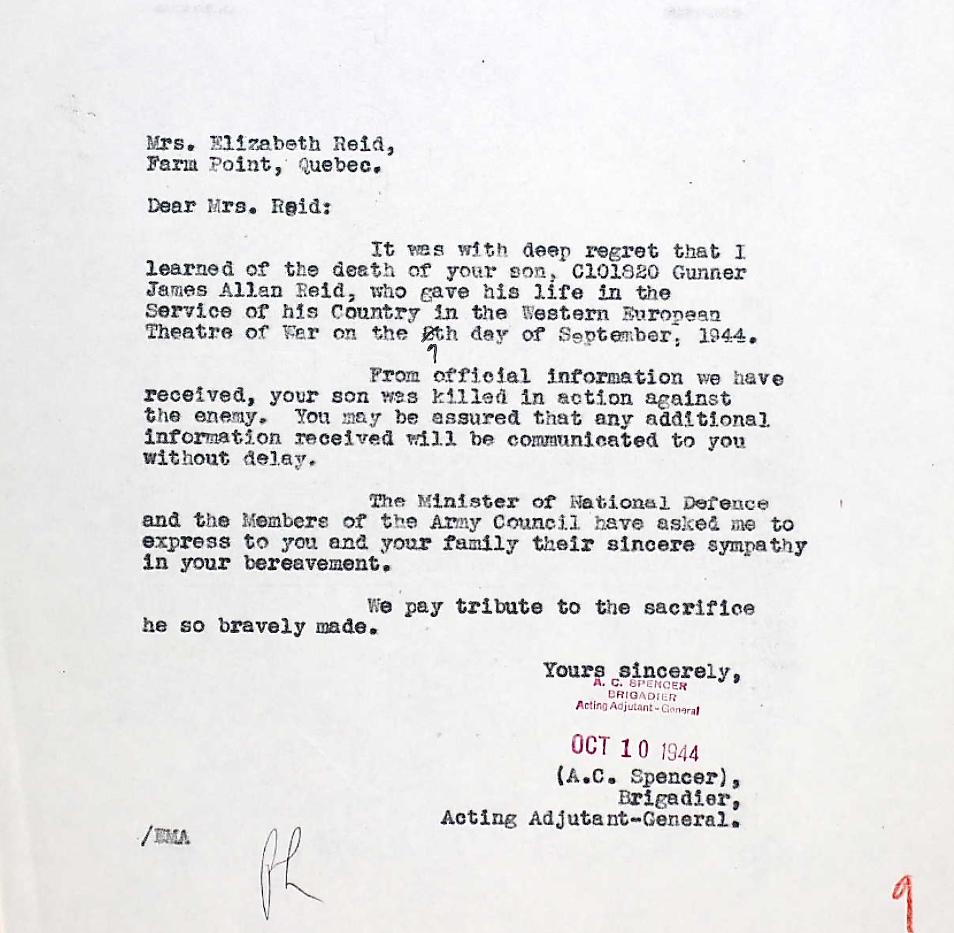 Mrs. Elizabeth Reid,
Farm Point, Quebec.
Dear Mrs. Reid:
It was with deep regret that I
learned of the death of your son, C101820 Gunner
James Allan Reid, who gave his life in the
Service of his Country in the Western European
Theatre of War on the 8th day of September, 1944.
9
From official information we have
received, your son was killed in action against
the enemy. You may be assured that any additional
information received will be communicated to you
without delay.
The Minister of National Defence
and the Members of the Army Council have asked me to
express to you and your family their sincere sympathy
in your bereavement.
We pay tribute to the sacrifice
he so bravely made.
Yours sincerely,
A. C. SPENCER
BRIGADIER
Acting Adjutant-General
OCT 10 1944
(A.C. Spencer),
Brigadier,
Acting Adjutant-General.
/EMA
9